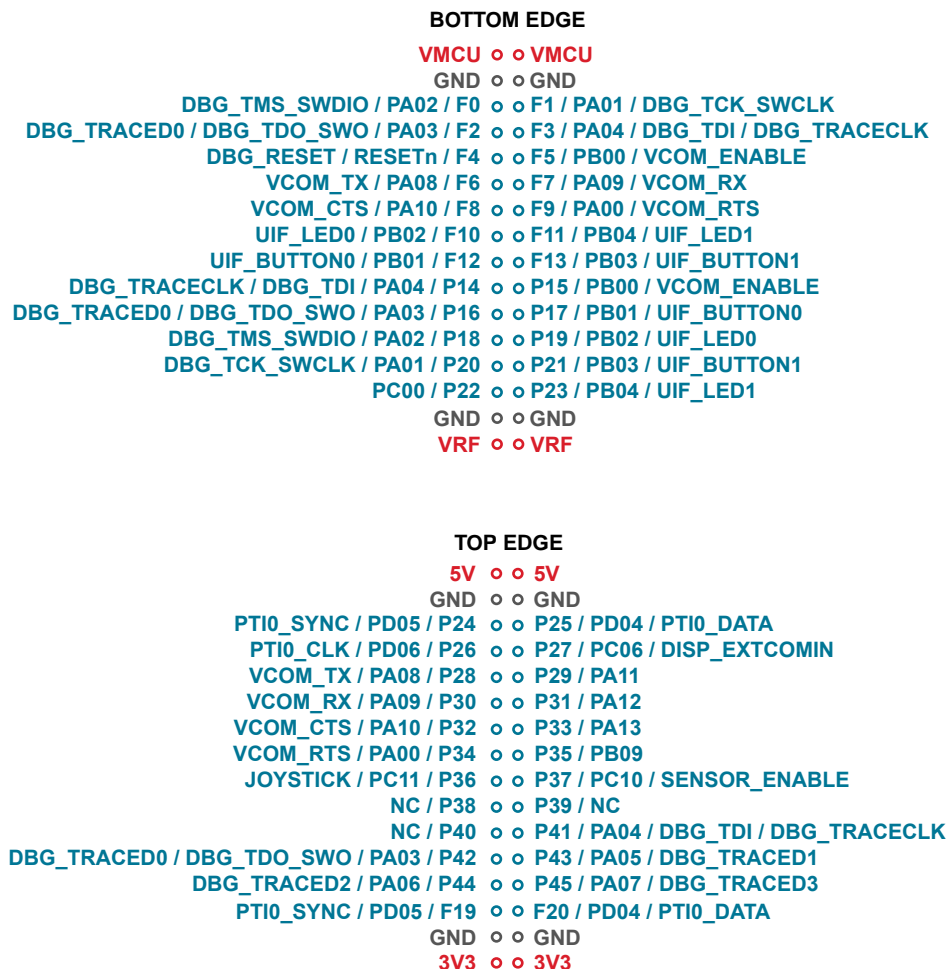 BOTTOM EDGE
VMCU VMCU
GND GND
DBG_TMS_SWDIO / PA02 / F0 F1 / PA01 / DBG_TCK_SWCLK
DBG_TRACED0 / DBG_TDO_SWO / PA03 / F2 F3 / PA04 / DBG_TDI / DBG_TRACECLK
DBG_RESET / RESETn / F4 F5 / PB00 / VCOM_ENABLE
VCOM_TX / PA08 / F6 F7 / PA09 / VCOM_RX
VCOM_CTS / PA10 / F8 F9 / PA00 / VCOM_RTS
UIF_LED0 / PB02 / F10 F11 / PB04 / UIF_LED1
UIF_BUTTON0 / PB01 / F12 F13 / PB03 / UIF_BUTTON1
DBG_TRACECLK / DBG_TDI / PA04 / P14 P15 / PB00 / VCOM_ENABLE
DBG_TRACED0 / DBG_TDO_SWO / PA03 / P16 P17 / PB01 / UIF_BUTTON0
DBG_TMS_SWDIO / PA02 / P18 P19 / PB02 / UIF_LED0
DBG_TCK_SWCLK / PA01 / P20 P21 / PB03 / UIF_BUTTON1
PC00 / P22 P23 / PB04 / UIF_LED1
GND GND
VRF VRF
TOP EDGE
5V 5V
GND GND
PTI0_SYNC / PD05 / P24 P25 / PD04 / PTI0_DATA
PTI0_CLK / PD06 / P26 P27 / PC06 / DISP_EXTCOMIN
VCOM_TX / PA08 / P28 P29 / PA11
VCOM_RX / PA09 / P30 P31 / PA12
VCOM_CTS / PA10 / P32 P33 / PA13
VCOM_RTS / PA00 / P34 P35 / PB09
JOYSTICK / PC11 / P36 P37 / PC10 / SENSOR_ENABLE
NC / P38 P39 / NC
NC / P40 P41 / PA04 / DBG_TDI / DBG_TRACECLK
DBG_TRACED0 / DBG_TDO_SWO / PA03 / P42 P43 / PA05 / DBG_TRACED1
DBG_TRACED2 / PA06 / P44 P45 / PA07 / DBG_TRACED3
PTI0_SYNC / PD05 / F19 F20 / PD04 / PTI0_DATA
GND GND
3V3 3V3